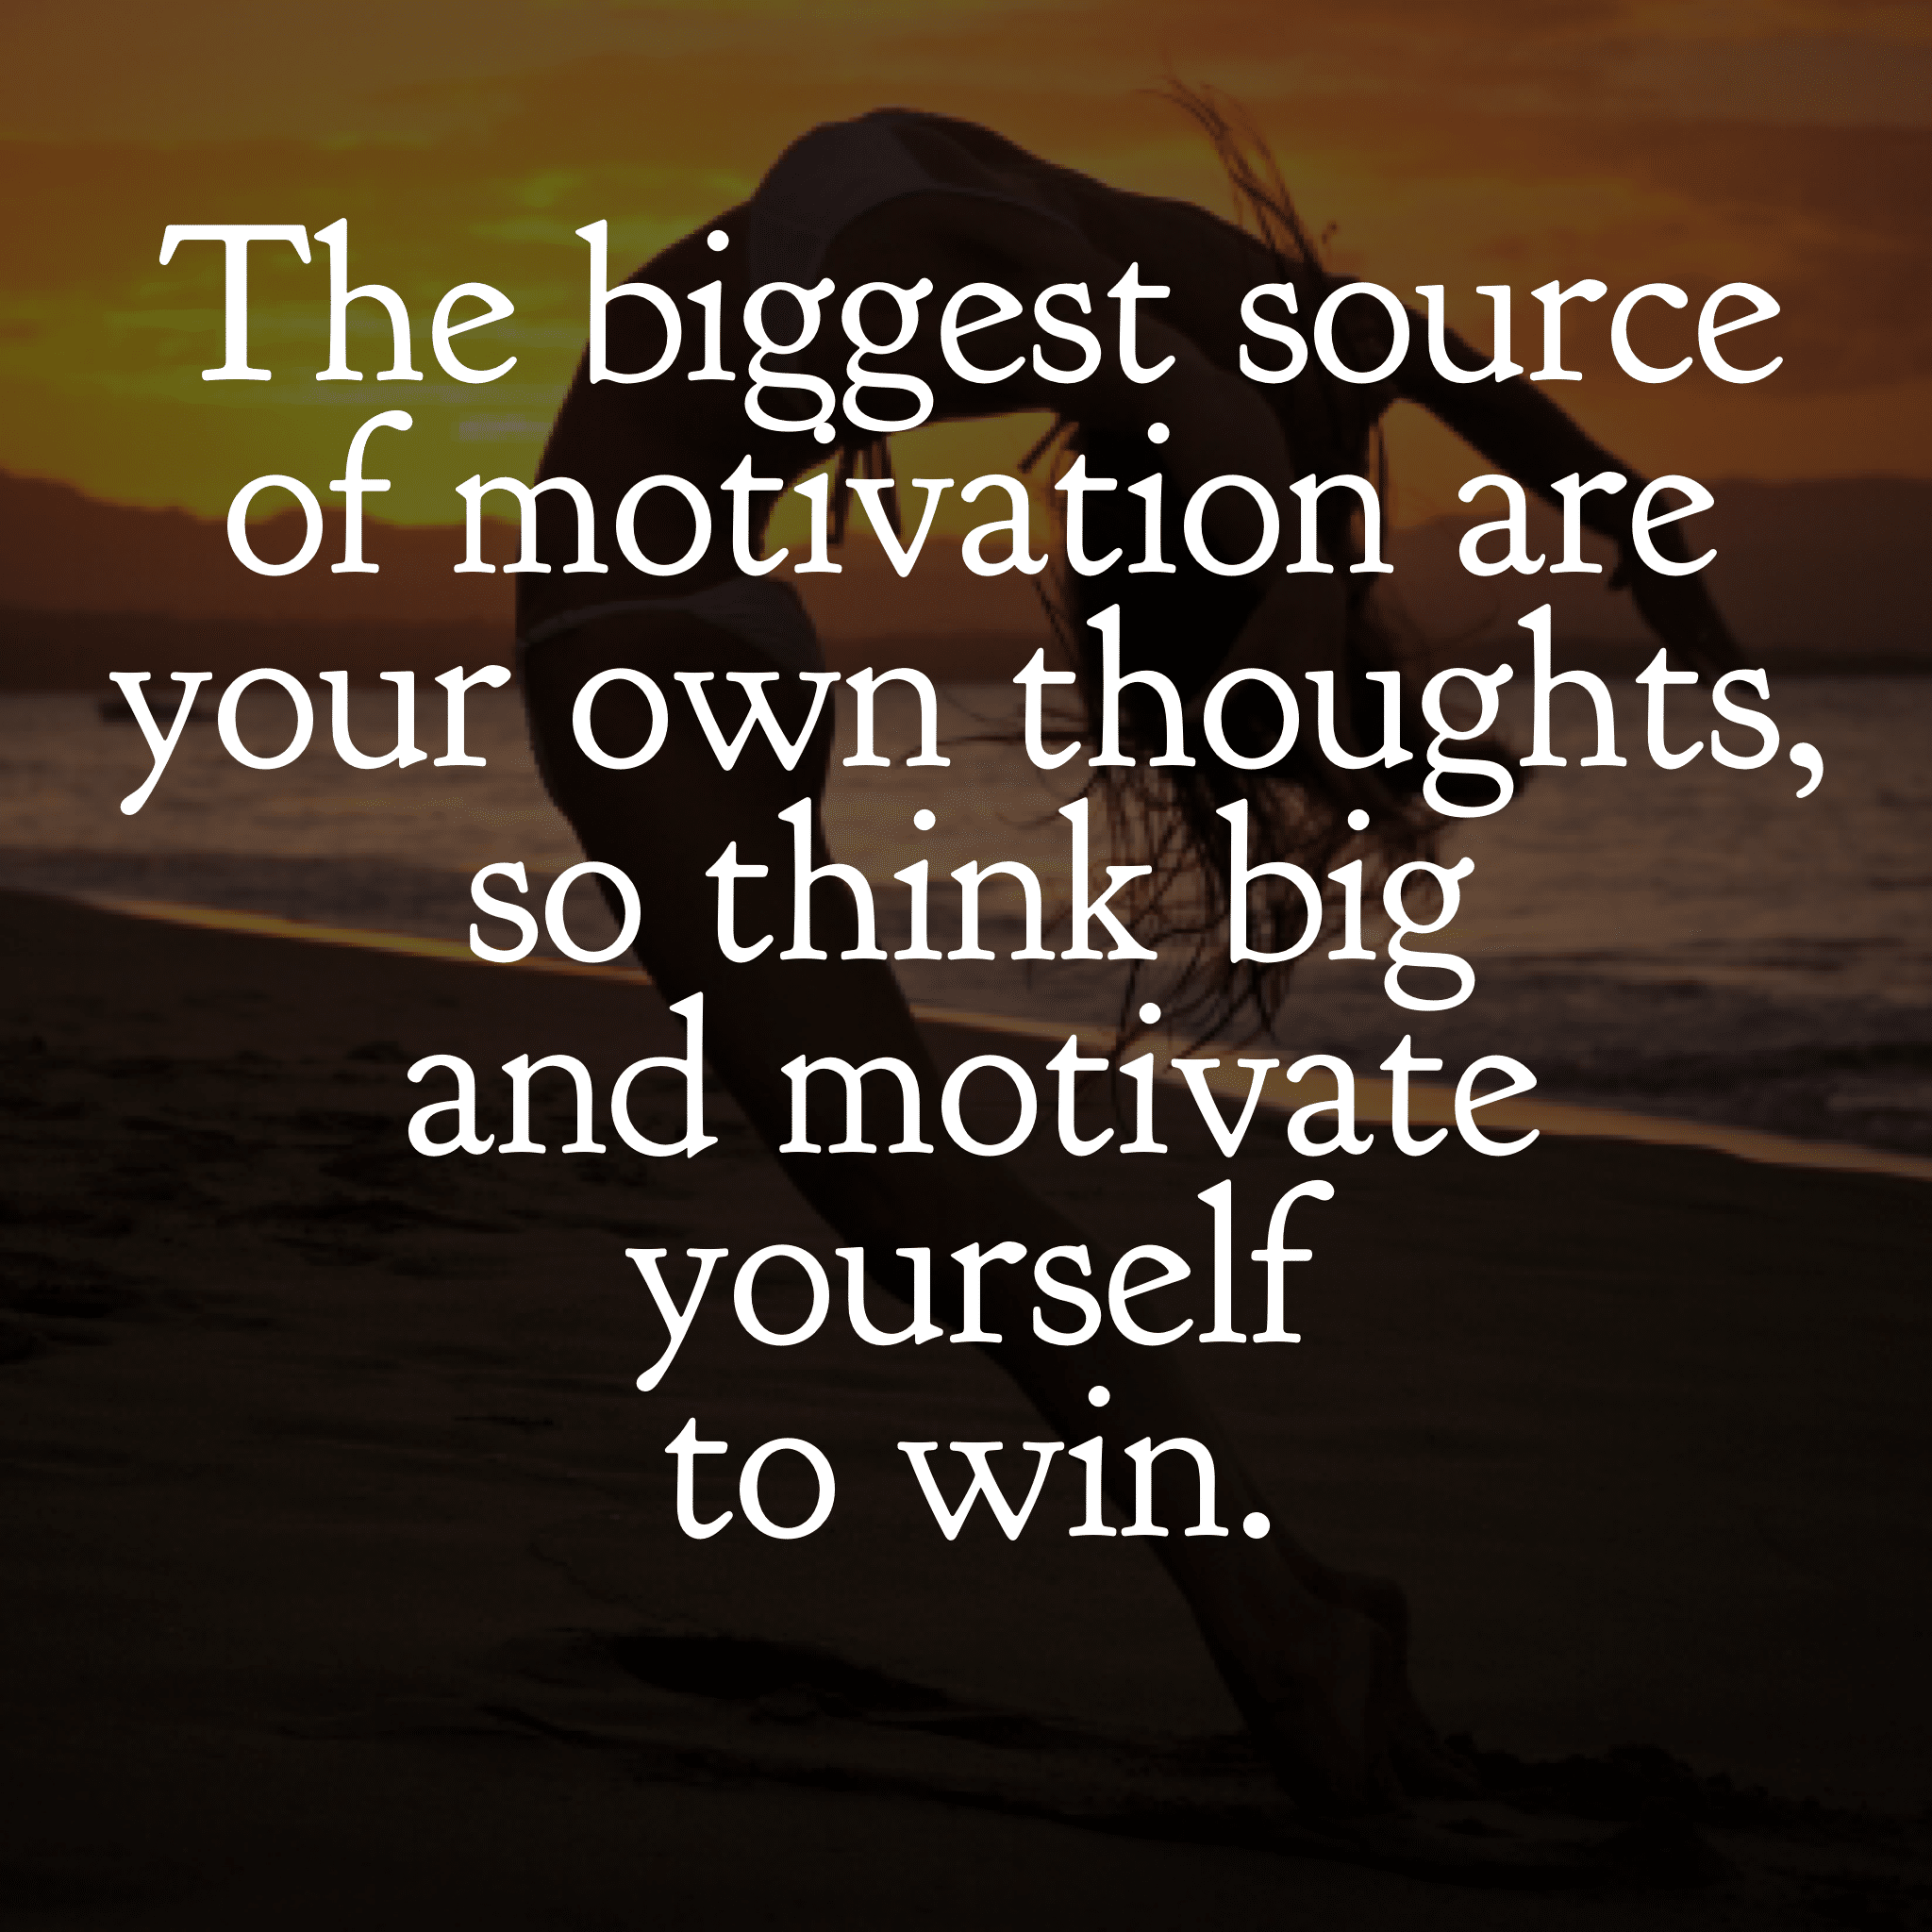 The biggest source
of motivation are
your own thoughts,
so think big
and motivate
yourself
to win.